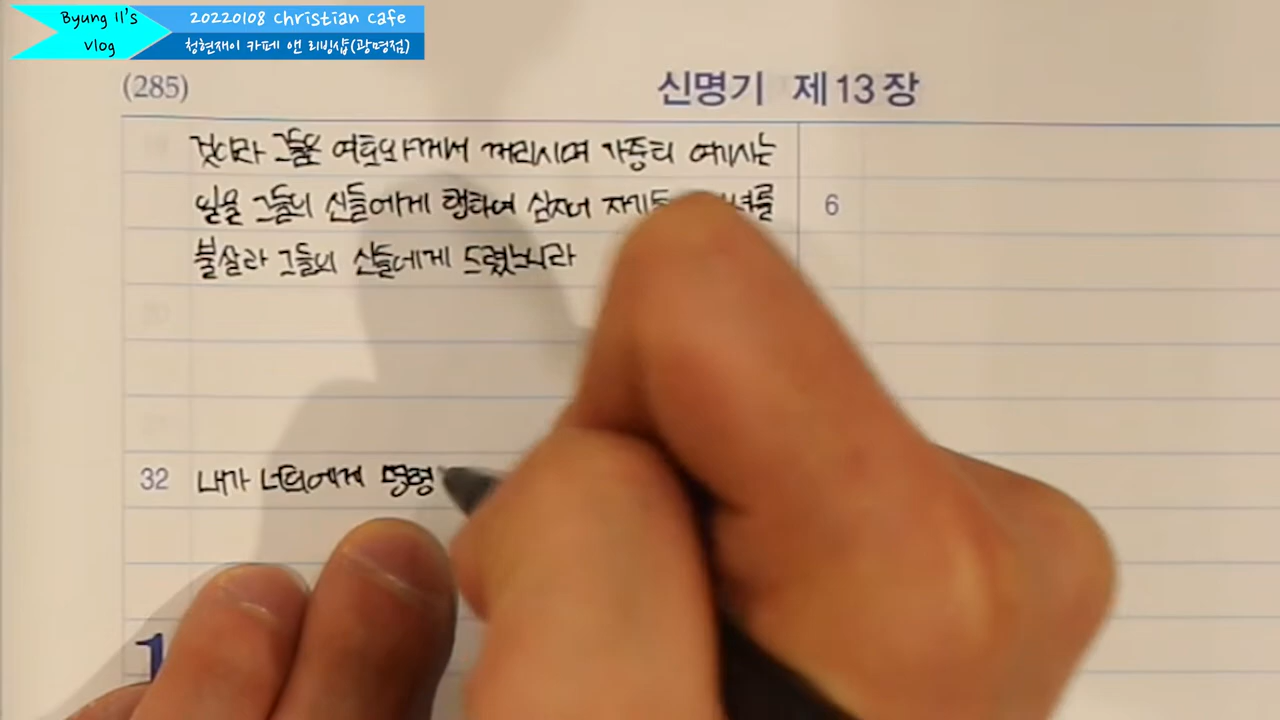 Byung Il's
vlog
20220108 Christian Cafe
청현재이 카페 앤 리빙샵(광명점)
(285)
신명기 제 13 장
것이라 그들은 여호와께서 꺼리시며 가증히 여기시는
일을 그들의 신들에게 행하여 심지어 자기들 녀를
6
불살라 그들의 신들에게 드렸느니라
32 내가 너희에게 명령
1